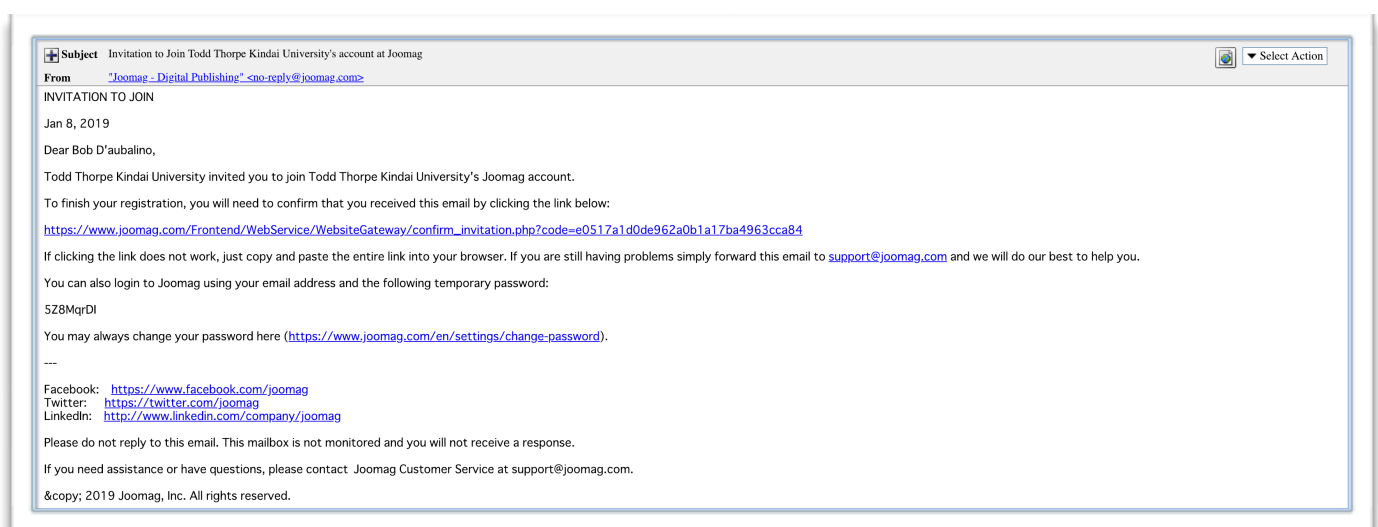 Subject Invitation to Join Todd Thorpe Kindai University's account at Joomag
▼ Select Action
From "Joomag - Digital Publishing" <no-reply@joomag.com>
INVITATION TO JOIN
Jan 8, 2019
Dear Bob D'aubalino,
Todd Thorpe Kindai University invited you to join Todd Thorpe Kindai University's Joomag account.
To finish your registration, you will need to confirm that you received this email by clicking the link below:
https://www.joomag.com/Frontend/WebService/WebsiteGateway/confirm_invitation.php?code=e0517a1d0de962a0b1a17ba4963cca84
If clicking the link does not work, just copy and paste the entire link into your browser. If you are still having problems simply forward this email to support@joomag.com and we will do our best to help you.
You can also login to Joomag using your email address and the following temporary password:
5Z8MqrDI
You may always change your password here (https://www.joomag.com/en/settings/change-password).
---
Facebook: https://www.facebook.com/joomag
Twitter: https://twitter.com/joomag
LinkedIn: http://www.linkedin.com/company/joomag
Please do not reply to this email. This mailbox is not monitored and you will not receive a response.
If you need assistance or have questions, please contact Joomag Customer Service at support@joomag.com.
&copy; 2019 Joomag, Inc. All rights reserved.